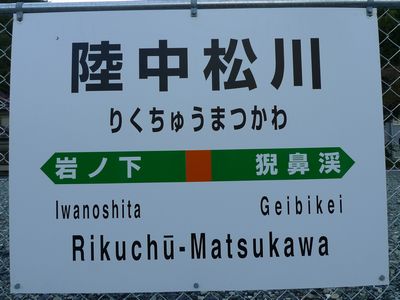 陸中松川
りくちゅうまつかわ
岩ノ下 猊鼻渓
Iwanoshita Geibikei
Rikuchū-Matsukawa